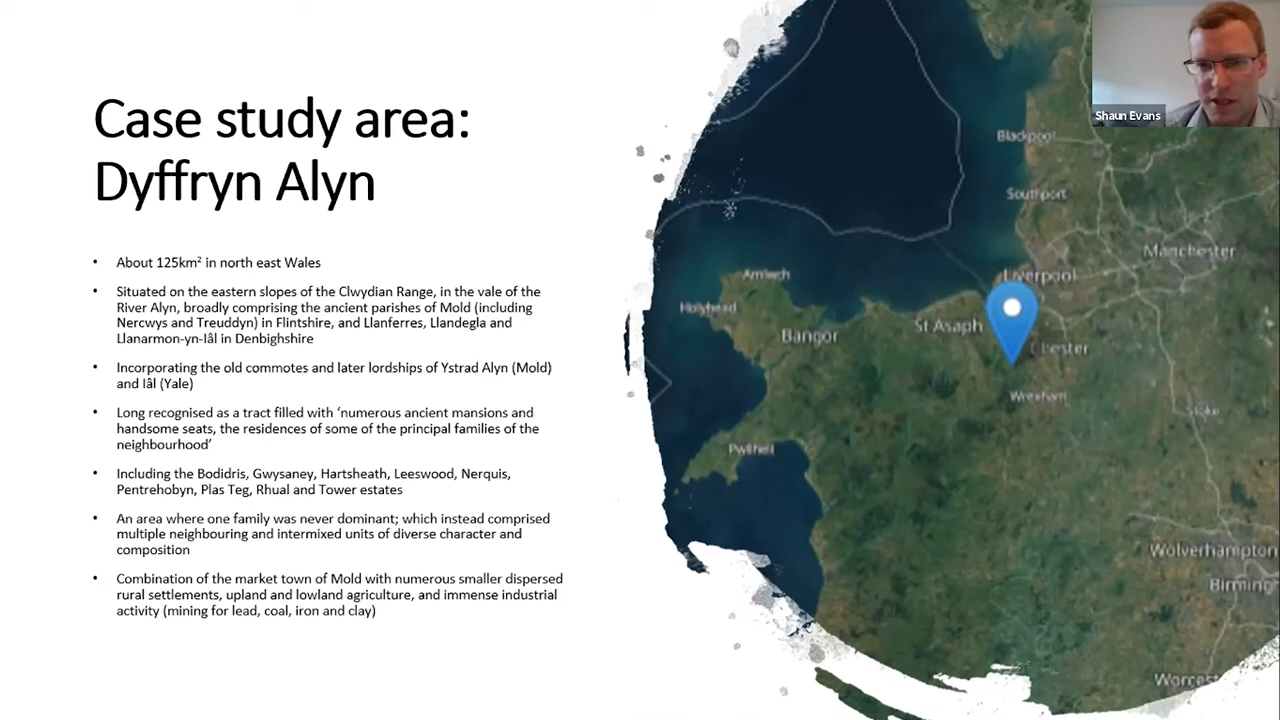 Case study area:
Dyffryn Alyn
• About 125km² in north east Wales
• Situated on the eastern slopes of the Clwydian Range, in the vale of the
River Alyn, broadly comprising the ancient parishes of Mold (including
Nercwys and Treuddyn) in Flintshire, and Llanferres, Llandegla and
Llanarmon-yn-Iâl in Denbighshire
• Incorporating the old commotes and later lordships of Ystrad Alyn (Mold)
and Iâl (Yale)
• Long recognised as a tract filled with ‘numerous ancient mansions and
handsome seats, the residences of some of the principal families of the
neighbourhood’
• Including the Bodidris, Gwysaney, Hartsheath, Leeswood, Nerquis,
Pentrehobyn, Plas Teg, Rhual and Tower estates
• An area where one family was never dominant; which instead comprised
multiple neighbouring and intermixed units of diverse character and
composition
• Combination of the market town of Mold with numerous smaller dispersed
rural settlements, upland and lowland agriculture, and immense industrial
activity (mining for lead, coal, iron and clay)
Shaun Evans
Blackpool
Southport
Manchester
Liverpool
Amlwch
Holyhead
Bangor
St Asaph
Chester
Wrexham
Stoke
Pwllheli
Wolverhampton
Birming
Worcest